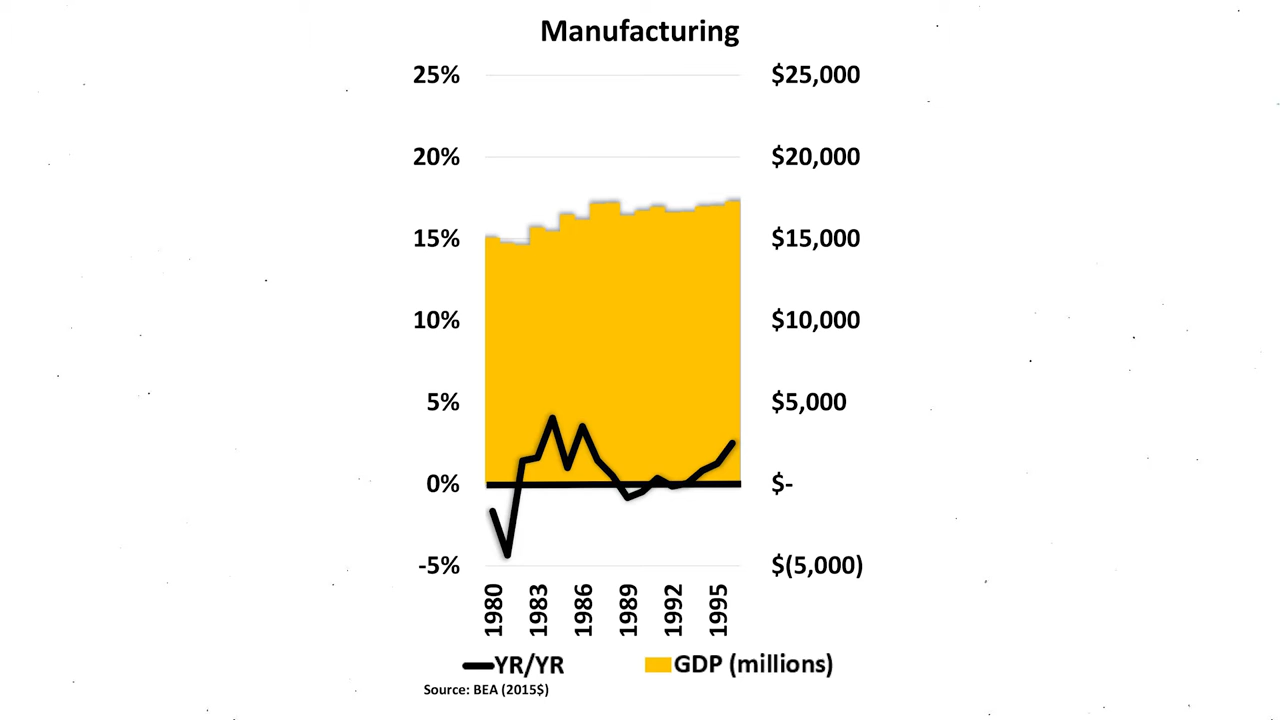 Manufacturing
25% $25,000
20% $20,000
15% $15,000
10% $10,000
5% $5,000
0% $-
-5% $(5,000)
1980 1983 1986 1989 1992 1995
YR/YR GDP (millions)
Source: BEA (2015$)